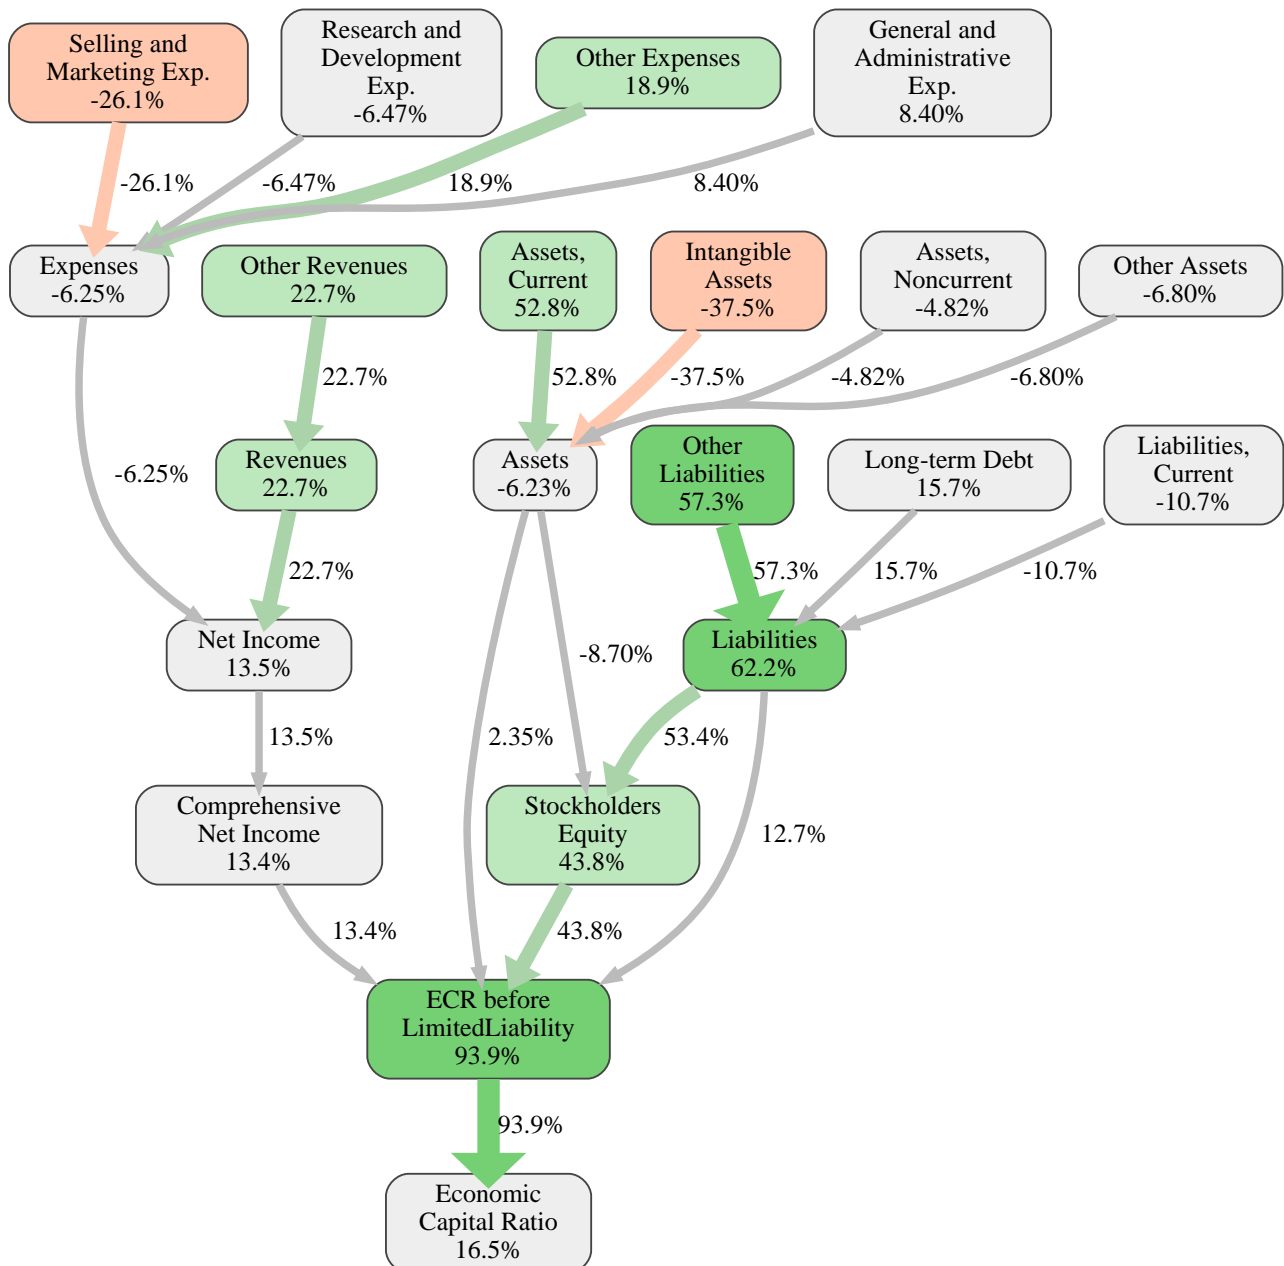 Selling and
Marketing Exp.
-26.1%
Research and
Development
Exp.
-6.47%
Other Expenses
18.9%
General and
Administrative
Exp.
8.40%
-26.1%
-6.47%
18.9%
8.40%
Expenses
-6.25%
Other Revenues
22.7%
Assets,
Current
52.8%
Intangible
Assets
-37.5%
Assets,
Noncurrent
-4.82%
Other Assets
-6.80%
22.7%
52.8%
-37.5%
-4.82%
-6.80%
-6.25%
Revenues
22.7%
Assets
-6.23%
Other
Liabilities
57.3%
Long-term Debt
15.7%
Liabilities,
Current
-10.7%
22.7%
57.3%
15.7%
-10.7%
Net Income
13.5%
-8.70%
Liabilities
62.2%
13.5%
2.35%
53.4%
12.7%
Comprehensive
Net Income
13.4%
Stockholders
Equity
43.8%
13.4%
43.8%
ECR before
LimitedLiability
93.9%
93.9%
Economic
Capital Ratio
16.5%